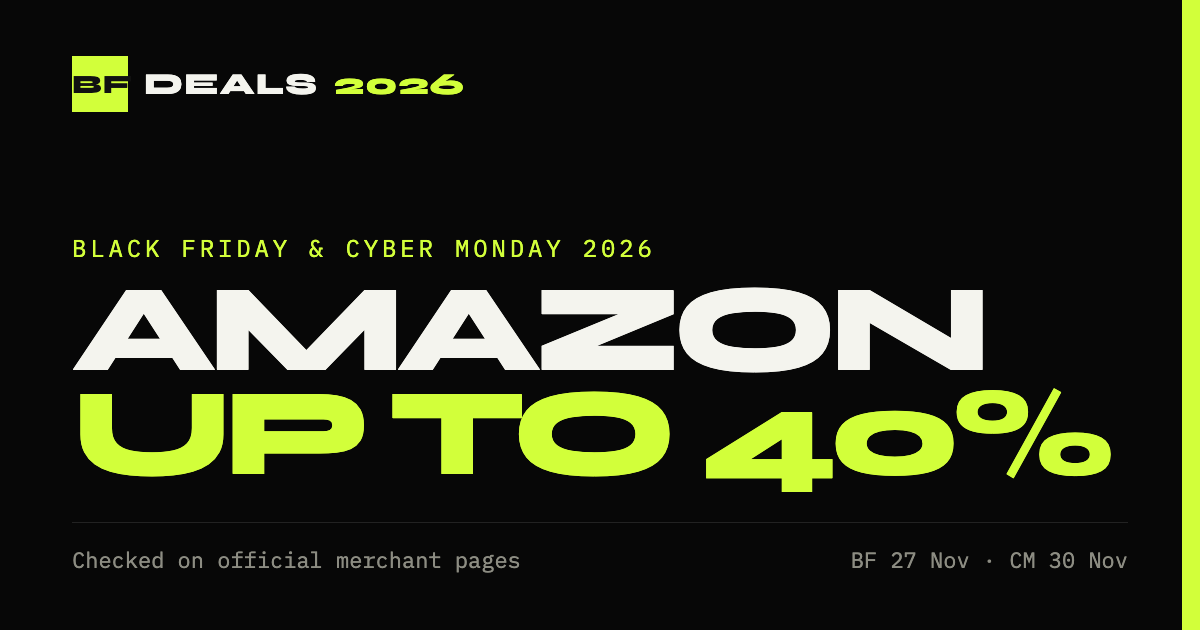 BF DEALS 2026
BLACK FRIDAY & CYBER MONDAY 2026
AMAZON
UP TO 40%
Checked on official merchant pages
BF 27 Nov · CM 30 Nov